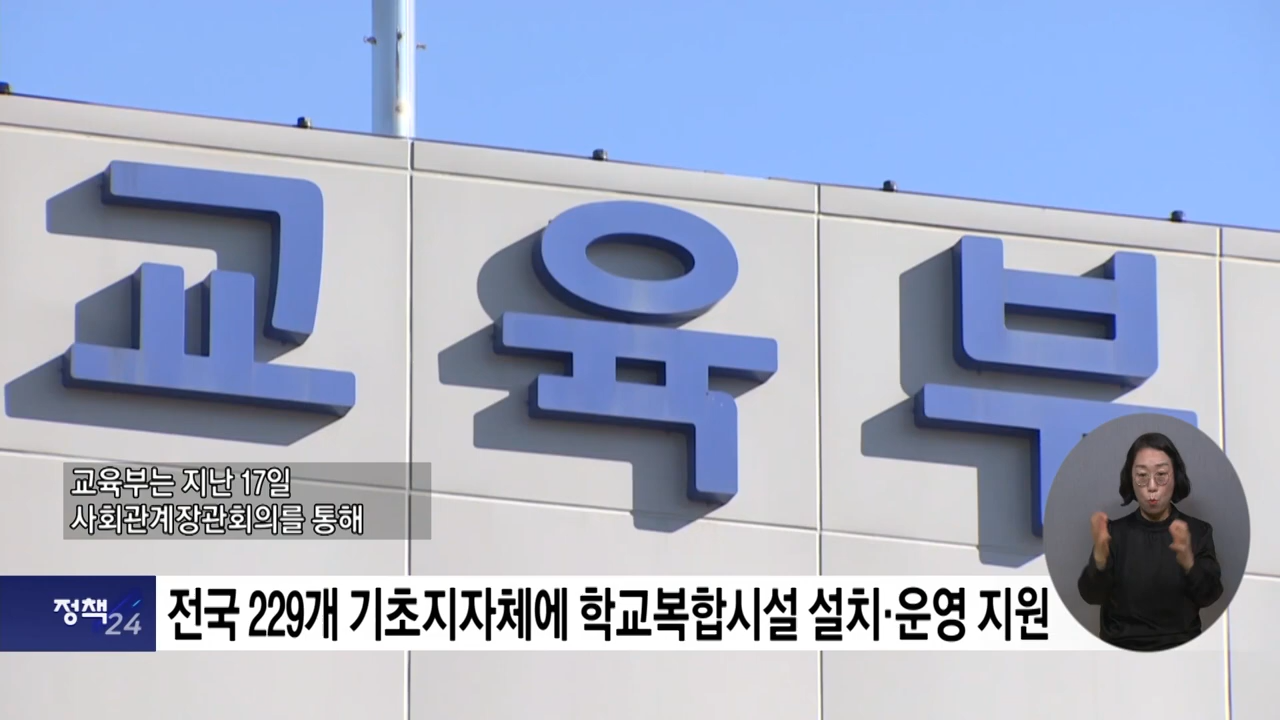 교육부
교육부는 지난 17일
사회관계장관회의를 통해
정책24
전국 229개 기초지자체에 학교복합시설 설치·운영 지원